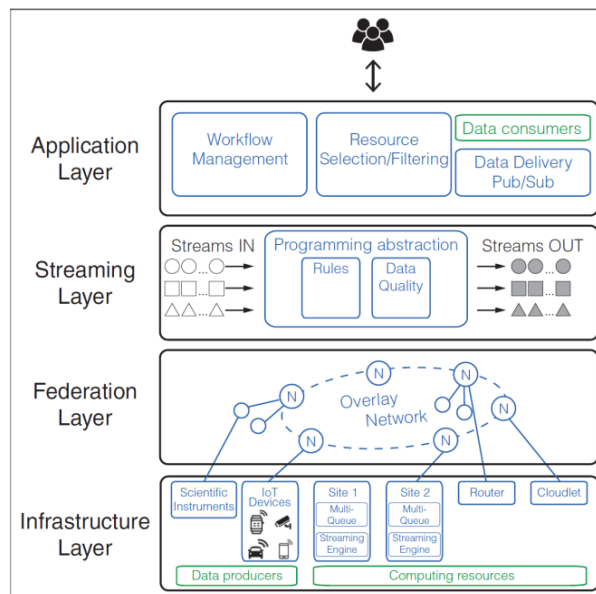 Application
Layer
Workflow
Management
Resource
Selection/Filtering
Data consumers
Data Delivery
Pub/Sub
Streaming
Layer
Streams IN
...
...
...
Programming abstraction
Rules
Data
Quality
Streams OUT
...
...
...
Federation
Layer
N
N
N
N
N
N
Overlay
Network
Infrastructure
Layer
Scientific
Instruments
IoT
Devices
Site 1
Multi-
Queue
Streaming
Engine
Site 2
Multi-
Queue
Streaming
Engine
Router
Cloudlet
Data producers
Computing resources